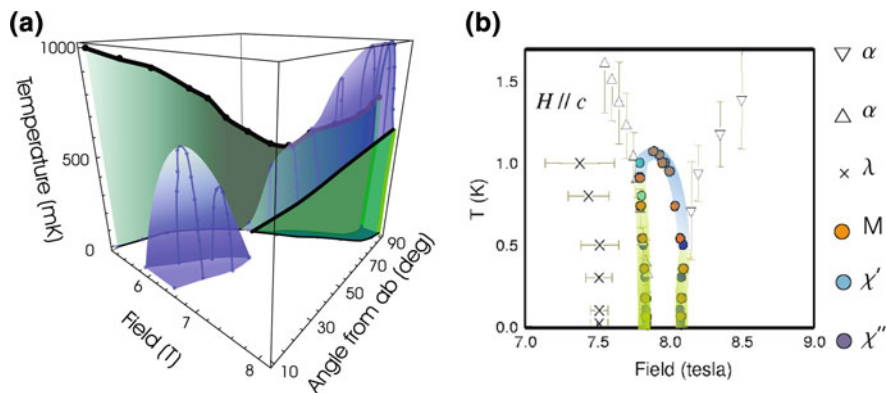 (a)
1000
500
0
Temperature (mK)
6
7
8
Field (T)
10
30
50
70
90
Angle from ab (deg)
(b)
H // c
1.5
1.0
0.5
0.0
T (K)
7.0 7.5 8.0 8.5 9.0
Field (tesla)
▽ α
△ α
× λ
M
χ′
χ″